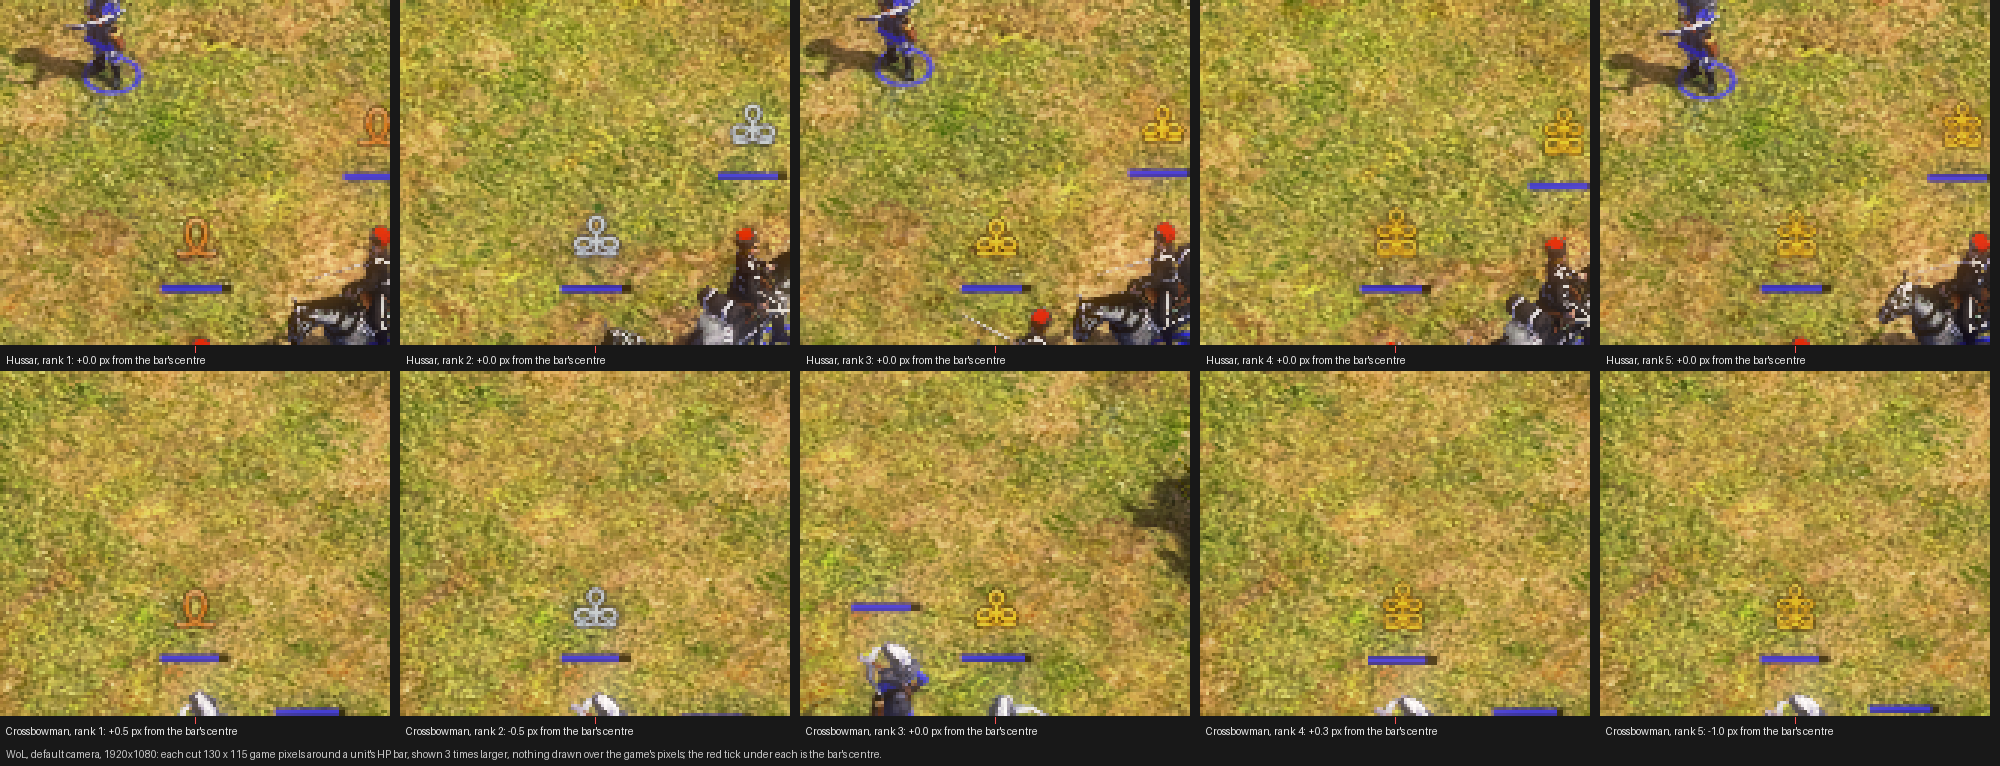 Hussar, rank 1: +0.0 px from the bar's centre
Hussar, rank 2: +0.0 px from the bar's centre
Hussar, rank 3: +0.0 px from the bar's centre
Hussar, rank 4: +0.0 px from the bar's centre
Hussar, rank 5: +0.0 px from the bar's centre
Crossbowman, rank 1: +0.5 px from the bar's centre
Crossbowman, rank 2: -0.5 px from the bar's centre
Crossbowman, rank 3: +0.0 px from the bar's centre
Crossbowman, rank 4: +0.3 px from the bar's centre
Crossbowman, rank 5: -1.0 px from the bar's centre
WoL, default camera, 1920x1080: each cut 130 x 115 game pixels around a unit's HP bar, shown 3 times larger, nothing drawn over the game's pixels; the red tick under each is the bar's centre.